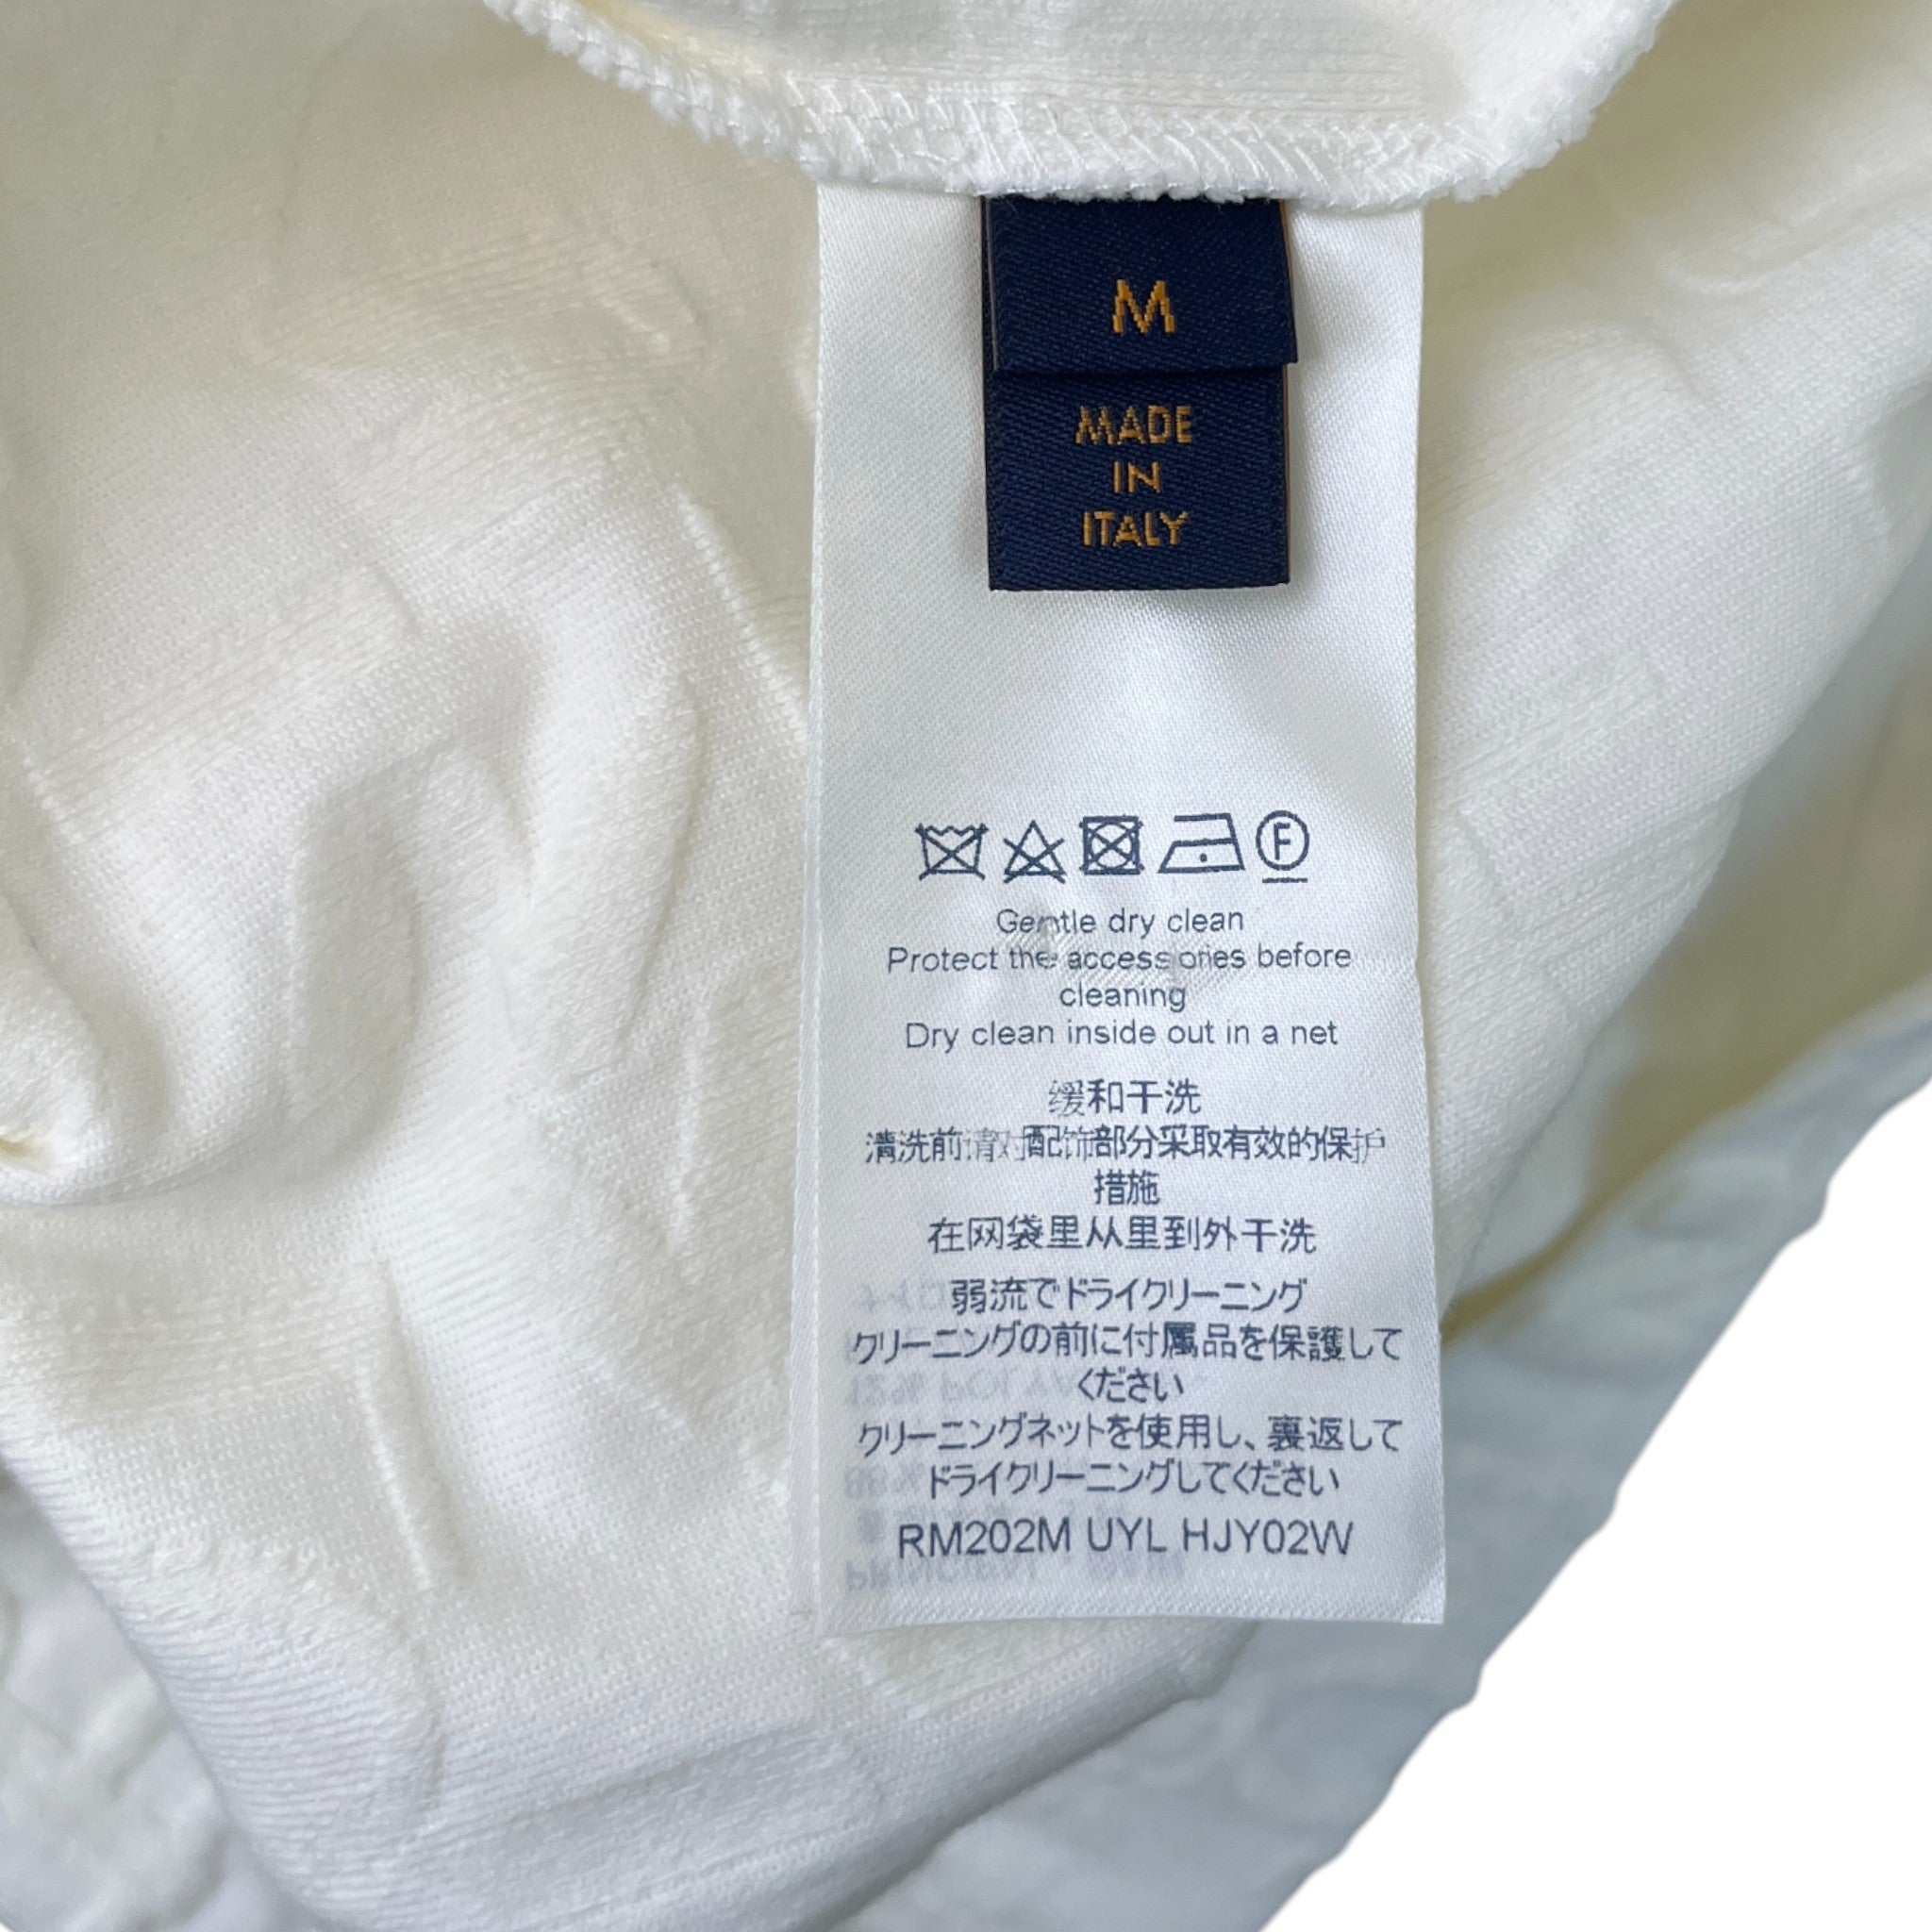 M
MADE
IN
ITALY
F
Gentle dry clean
Protect the accessories before
cleaning
Dry clean inside out in a net
缓和干洗
清洗前请对配饰部分采取有效的保护
措施
在网袋里从里到外干洗
弱流でドライクリーニング
クリーニングの前に付属品を保護して
ください
クリーニングネットを使用し、裏返して
ドライクリーニングしてください
RM202M UYL HJY02W